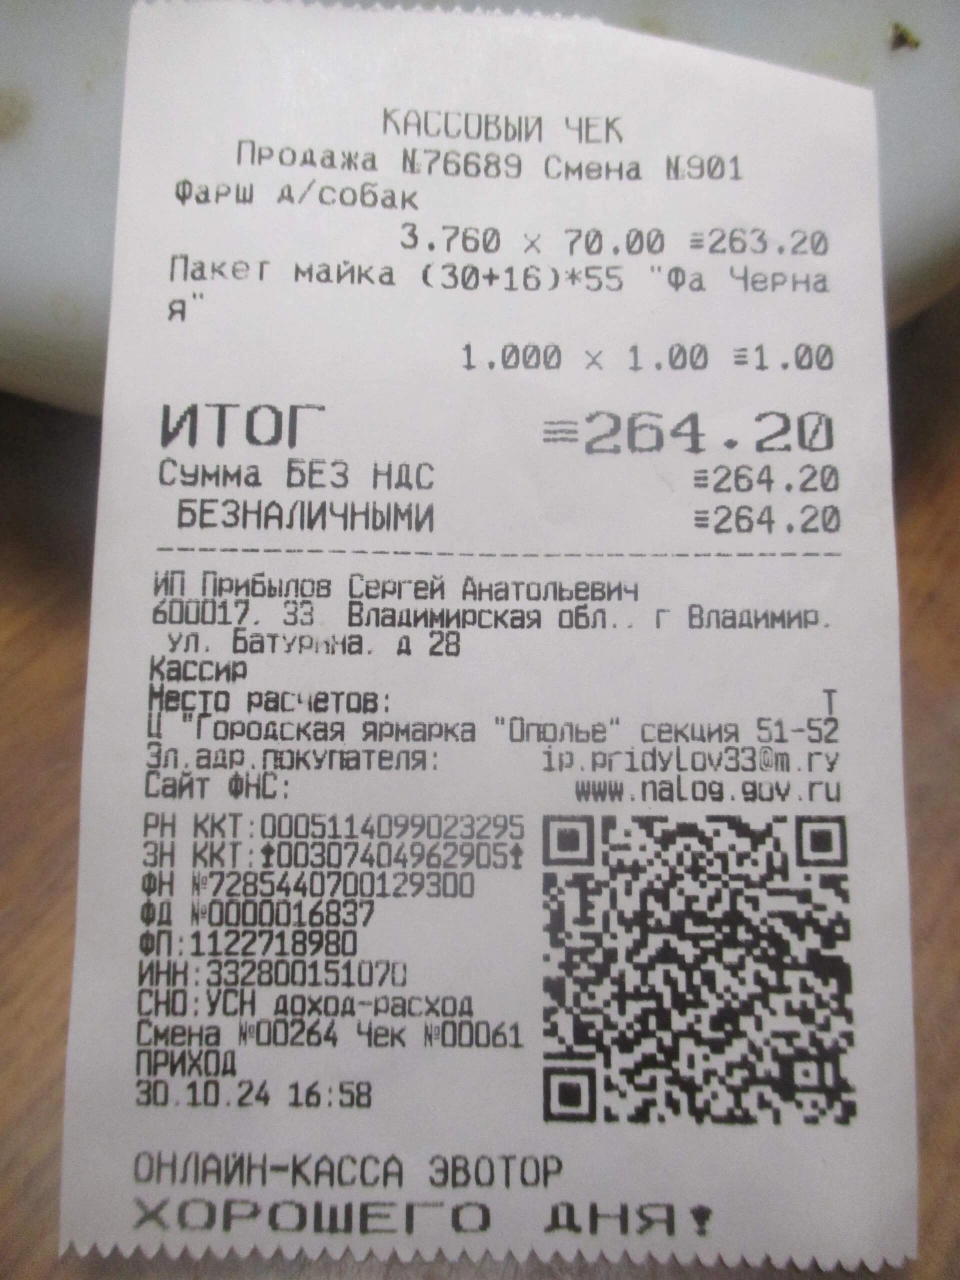 КАССОВЫЙ ЧЕК
Продажа №76689 Смена №901
Фарш д/собак
3.760 x 70.00 ≡263.20
Пакет майка (30+16)*55 "Фа Черна
я"
1.000 x 1.00 ≡1.00
ИТОГ ≡264.20
Сумма БЕЗ НДС ≡264.20
БЕЗНАЛИЧНЫМИ ≡264.20
ИП Прибылов Сергей Анатольевич
600017, 33 Владимирская обл., г Владимир,
ул. Батурина, д 28
Кассир
Место расчетов: Т
Ц "Городская ярмарка "Ополье" секция 51-52
Эл.адр.покупателя: ip.pridylov33@m.ry
Сайт ФНС: www.nalog.gov.ru
РН ККТ:0005114099023295
ЗН ККТ:!00307404962905!
ФН №7285440700129300
ФД №0000016837
ФП:1122718980
ИНН:332800151070
СНО:УСН доход-расход
Смена №00264 Чек №00061
ПРИХОД
30.10.24 16:58
ОНЛАЙН-КАССА ЭВОТОР
ХОРОШЕГО ДНЯ!